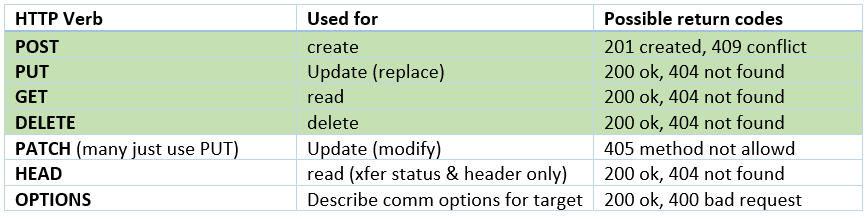 HTTP Verb Used for Possible return codes
POST create 201 created, 409 conflict
PUT Update (replace) 200 ok, 404 not found
GET read 200 ok, 404 not found
DELETE delete 200 ok, 404 not found
PATCH (many just use PUT) Update (modify) 405 method not allowd
HEAD read (xfer status & header only) 200 ok, 404 not found
OPTIONS Describe comm options for target 200 ok, 400 bad request